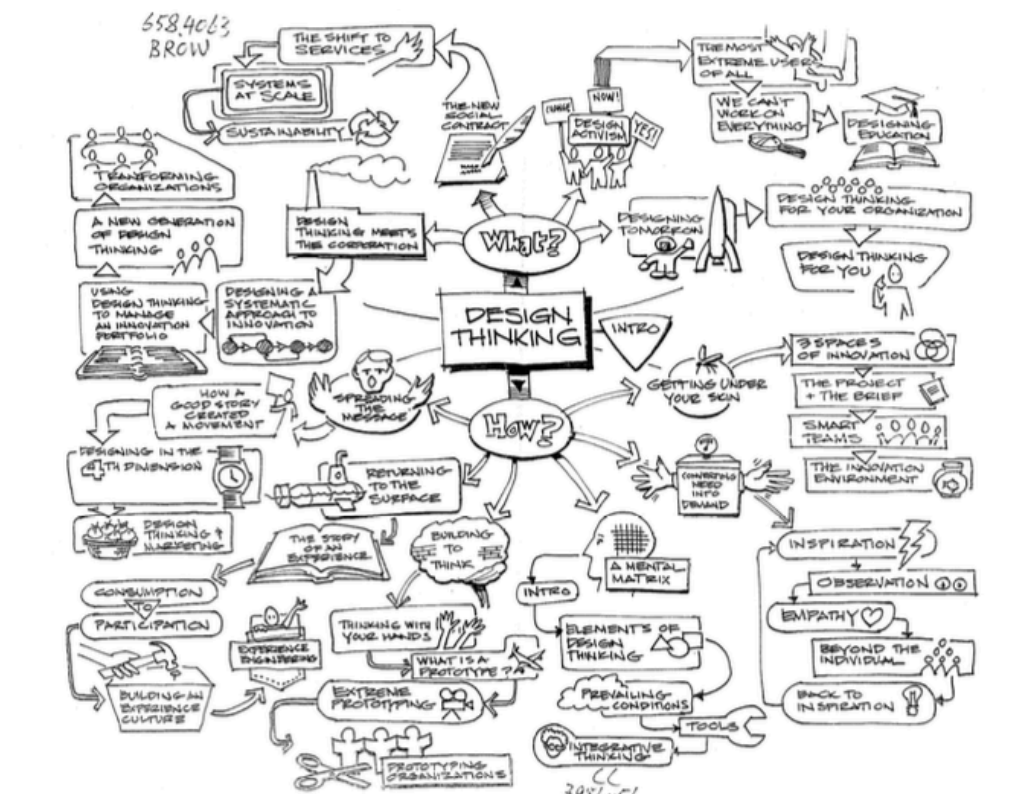 658.4063
BROW
THE SHIFT TO
SERVICES
SYSTEMS
AT SCALE
SUSTAINABILITY
THE NEW
SOCIAL
CONTRACT
NOW!
YES!
DESIGN
ACTIVISM
THE MOST
EXTREME USERS
OF ALL
WE CAN'T
WORK ON
EVERYTHING
DESIGNING
EDUCATION
TRANSFORMING
ORGANIZATIONS
A NEW GENERATION
OF DESIGN
THINKING
USING
DESIGN THINKING
TO MANAGE
AN INNOVATION
PORTFOLIO
DESIGN
THINKING MEETS
THE CORPORATION
DESIGNING A
SYSTEMATIC
APPROACH TO
INNOVATION
What?
DESIGNING
TOMORROW
DESIGN THINKING
FOR YOUR ORGANIZATION
DESIGN THINKING
FOR YOU
DESIGN
THINKING
INTRO
How?
SPREADING
THE
MESSAGE
HOW A
GOOD STORY
CREATED
A MOVEMENT
DESIGNING IN THE
4TH DIMENSION
DESIGN
THINKING +
MARKETING
RETURNING
TO THE
SURFACE
THE STORY
OF AN
EXPERIENCE
CONSUMPTION
TO
PARTICIPATION
BUILDING AN
EXPERIENCE
CULTURE
EXPERIENCE
ENGINEERING
BUILDING
TO
THINK
THINKING WITH
YOUR HANDS
WHAT IS A
PROTOTYPE?
EXTREME
PROTOTYPING
PROTOTYPING
ORGANIZATIONS
A MENTAL
MATRIX
INTRO
ELEMENTS OF
DESIGN
THINKING
PREVAILING
CONDITIONS
TOOLS
INTEGRATIVE
THINKING
GETTING UNDER
YOUR SKIN
3 SPACES
OF INNOVATION
THE PROJECT
+ THE BRIEF
SMART
TEAMS
THE INNOVATION
ENVIRONMENT
CONVERTING
NEED
INTO
DEMAND
INSPIRATION
OBSERVATION
EMPATHY
BEYOND THE
INDIVIDUAL
BACK TO
INSPIRATION
CC